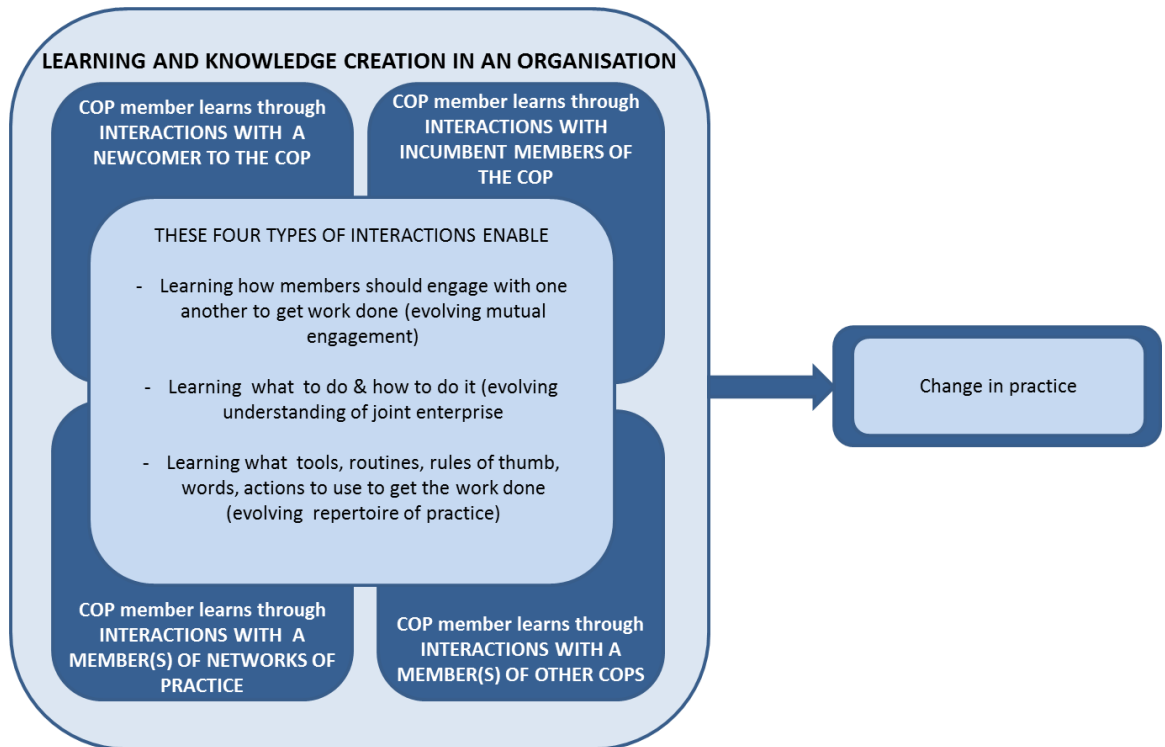 LEARNING AND KNOWLEDGE CREATION IN AN ORGANISATION
COP member learns through
INTERACTIONS WITH A
NEWCOMER TO THE COP
COP member learns through
INTERACTIONS WITH
INCUMBENT MEMBERS OF
THE COP
THESE FOUR TYPES OF INTERACTIONS ENABLE
- Learning how members should engage with one
another to get work done (evolving mutual
engagement)
- Learning what to do & how to do it (evolving
understanding of joint enterprise
- Learning what tools, routines, rules of thumb,
words, actions to use to get the work done
(evolving repertoire of practice)
COP member learns through
INTERACTIONS WITH A
MEMBER(S) OF NETWORKS OF
PRACTICE
COP member learns through
INTERACTIONS WITH A
MEMBER(S) OF OTHER COPS
Change in practice